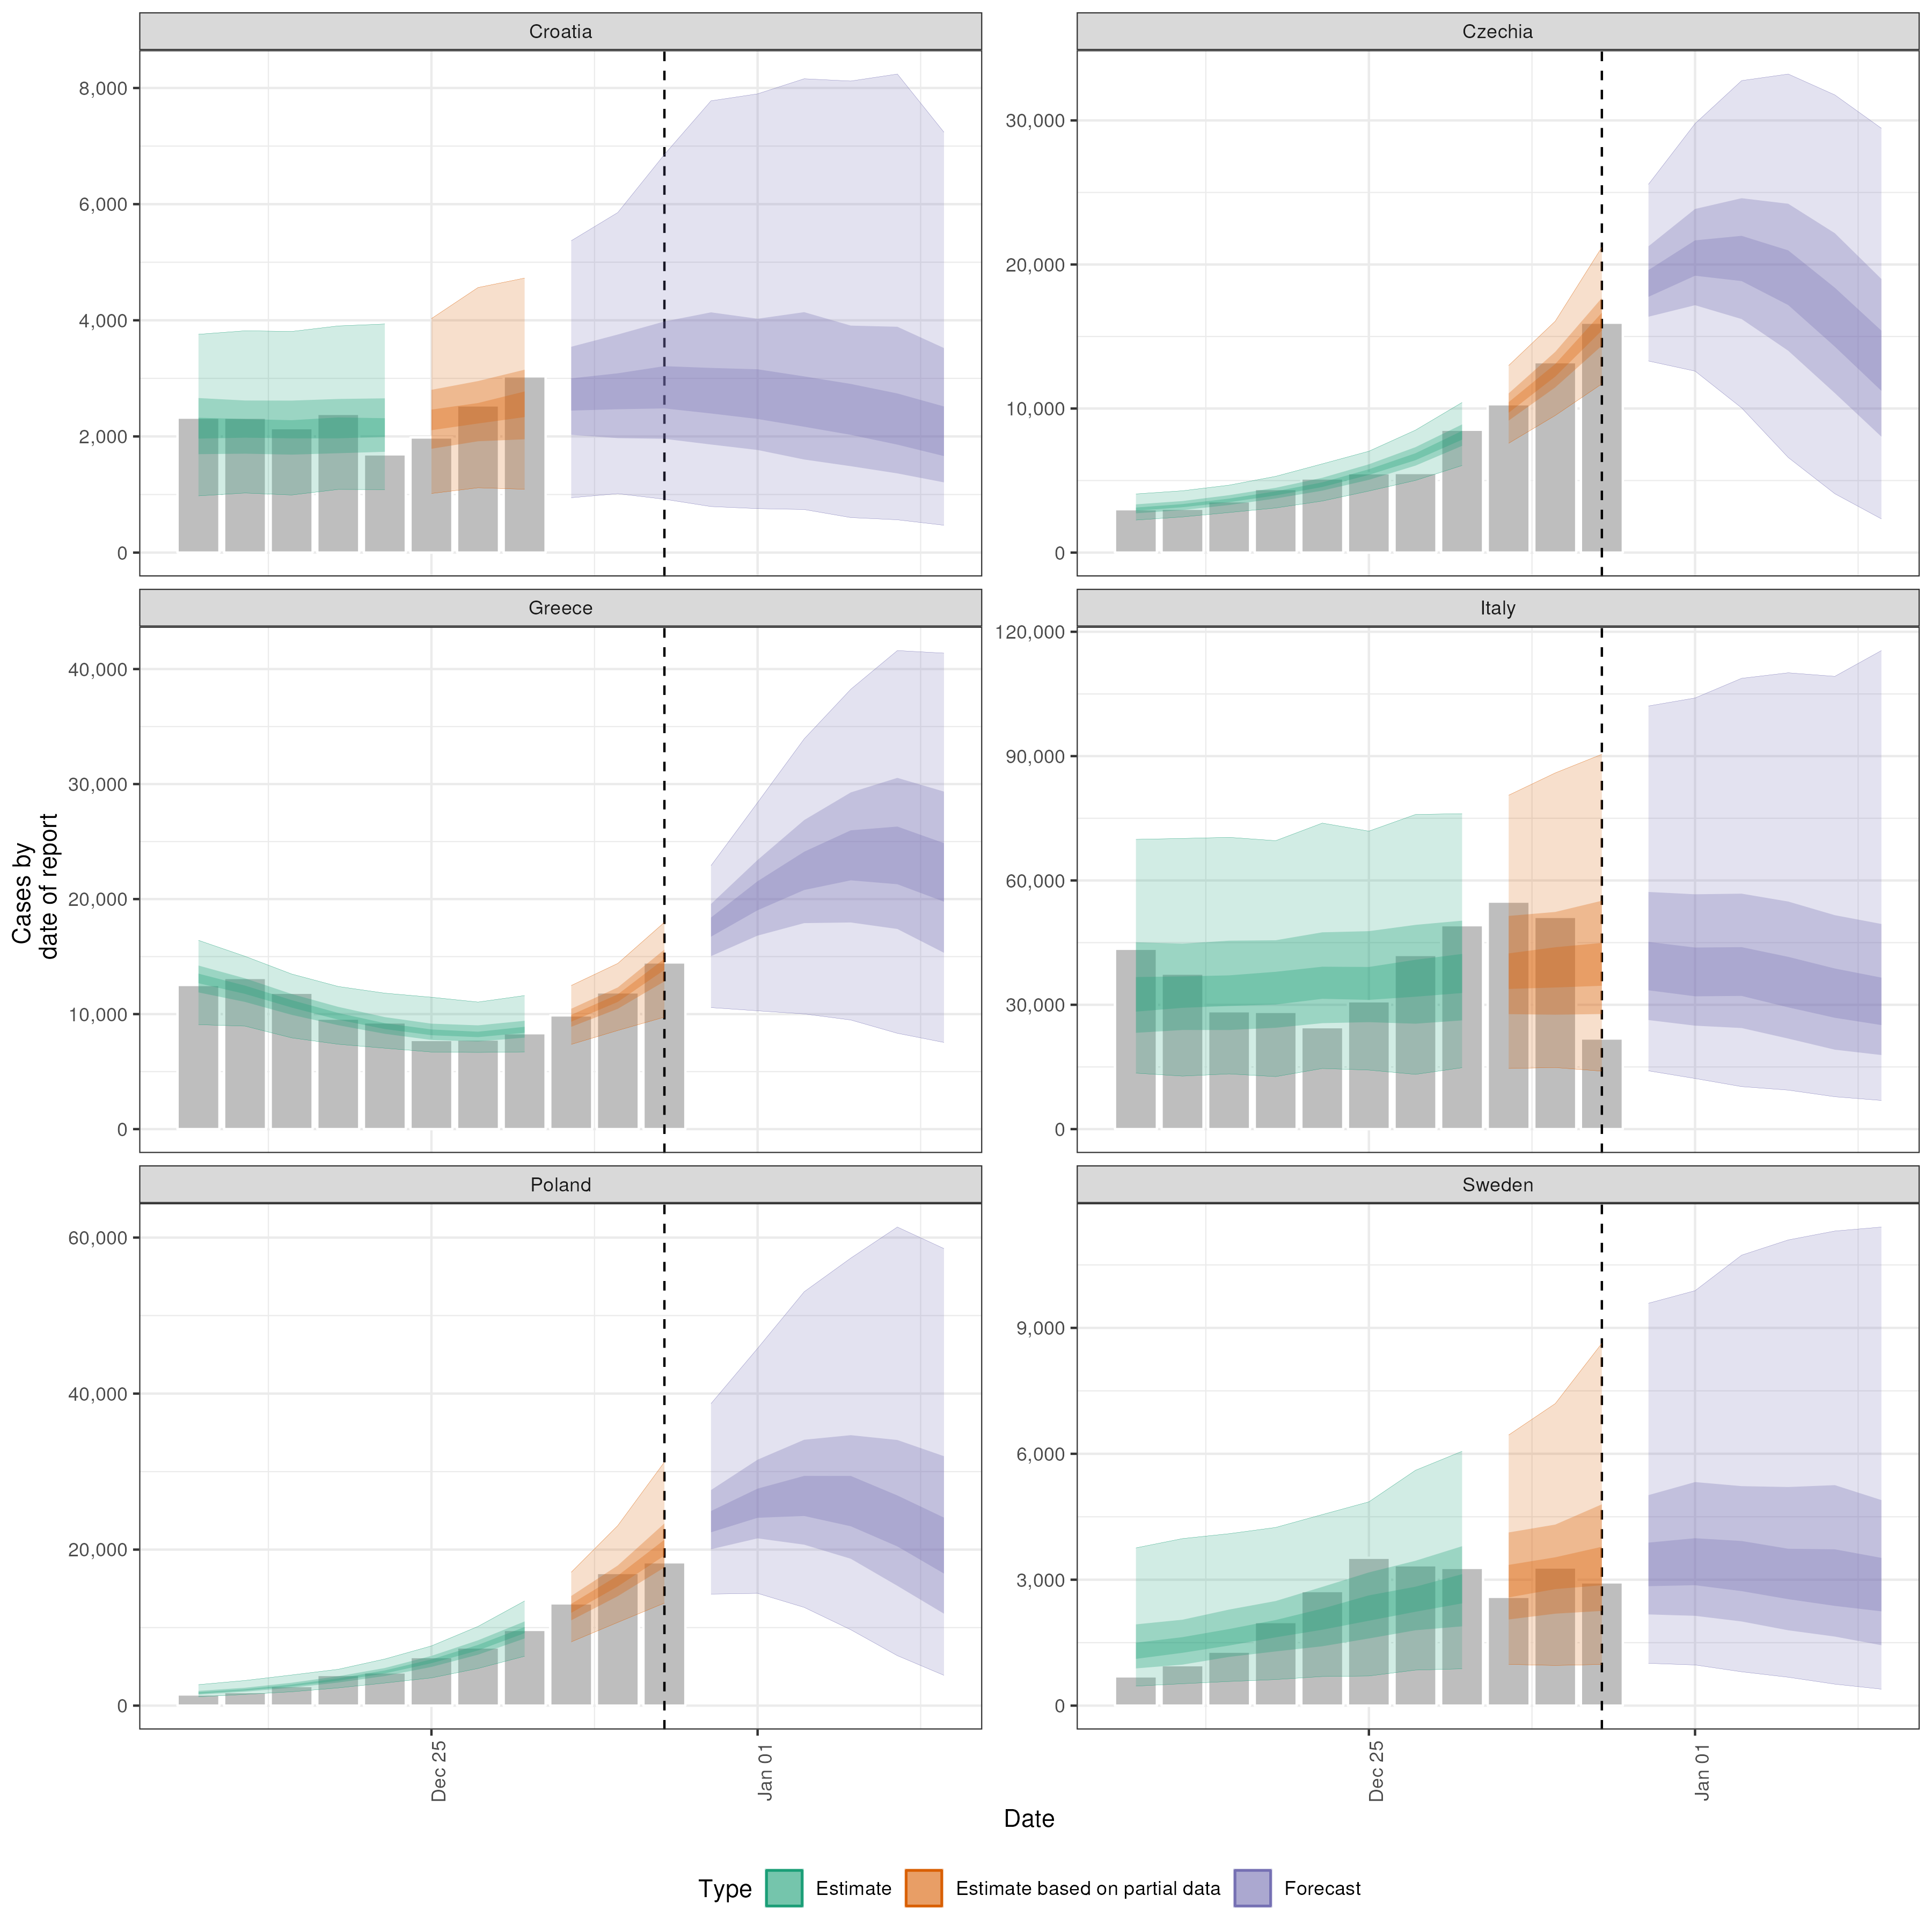 Croatia
Czechia
8,000
6,000
4,000
2,000
0
30,000
20,000
10,000
0
Greece
Italy
40,000
30,000
20,000
10,000
0
120,000
90,000
60,000
30,000
0
Cases by
date of report
Poland
Sweden
60,000
40,000
20,000
0
9,000
6,000
3,000
0
Dec 25
Jan 01
Dec 25
Jan 01
Date
Type
Estimate
Estimate based on partial data
Forecast